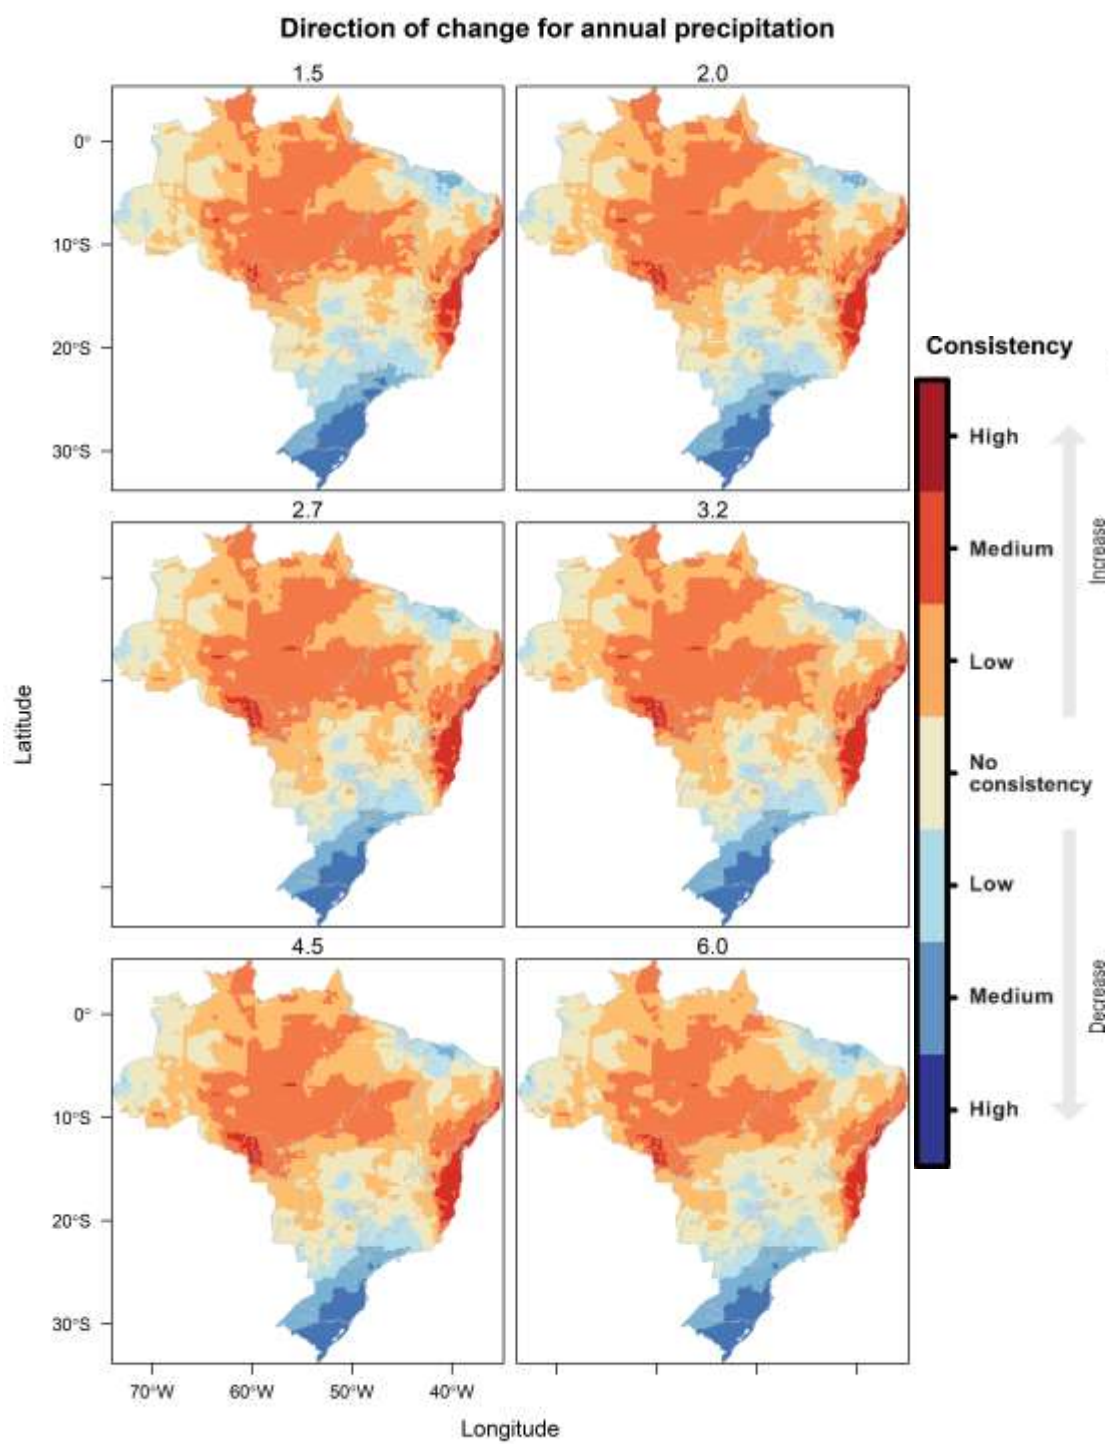 Direction of change for annual precipitation
1.5
2.0
0°
10°S
20°S
30°S
2.7
3.2
Latitude
4.5
6.0
0°
10°S
20°S
30°S
70°W
60°W
50°W
40°W
Longitude
Consistency
High
Medium
Low
No
consistency
Low
Medium
High
Increase
Decrease